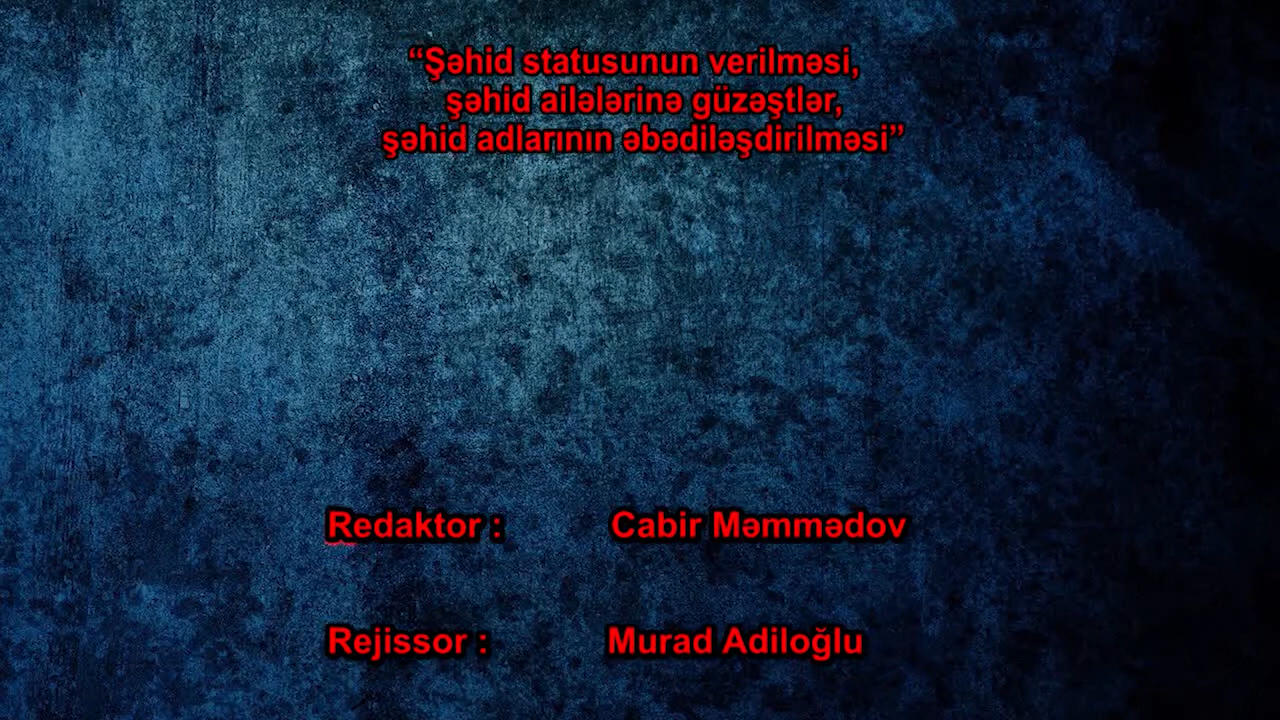 “Şəhid statusunun verilməsi,
şəhid ailələrinə güzəştlər,
şəhid adlarının əbədiləşdirilməsi”
Redaktor : Cabir Məmmədov
Rejissor : Murad Adiloğlu